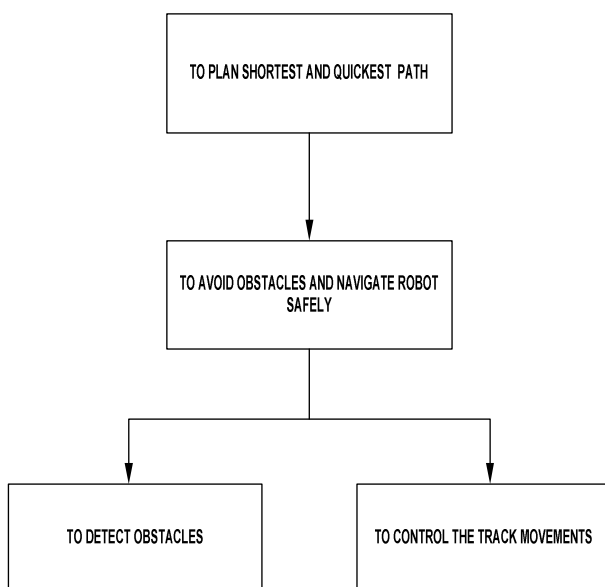 TO PLAN SHORTEST AND QUICKEST PATH
TO AVOID OBSTACLES AND NAVIGATE ROBOT
SAFELY
TO DETECT OBSTACLES
TO CONTROL THE TRACK MOVEMENTS